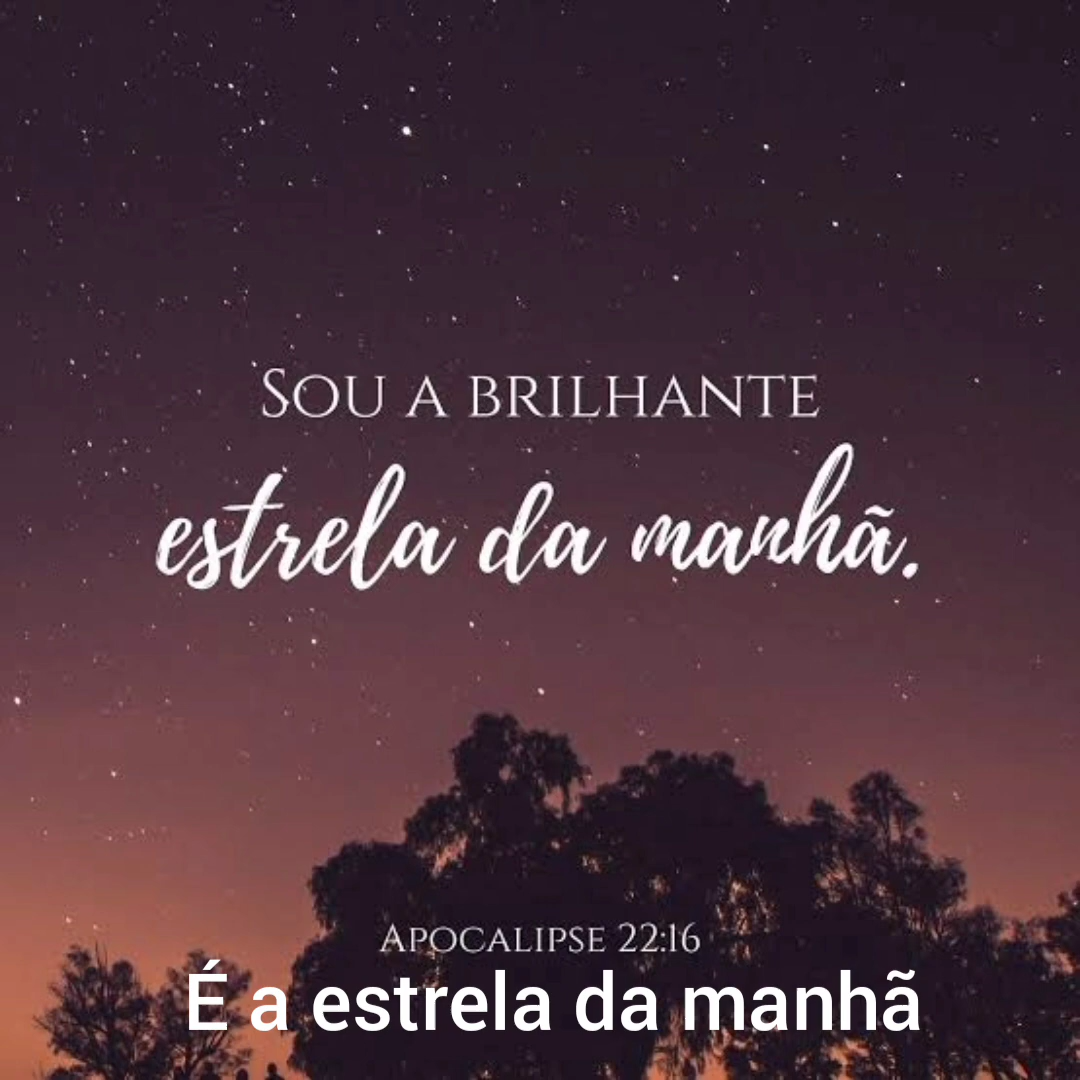 Sou a brilhante
estrela da manhã.
Apocalipse 22:16
É a estrela da manhã